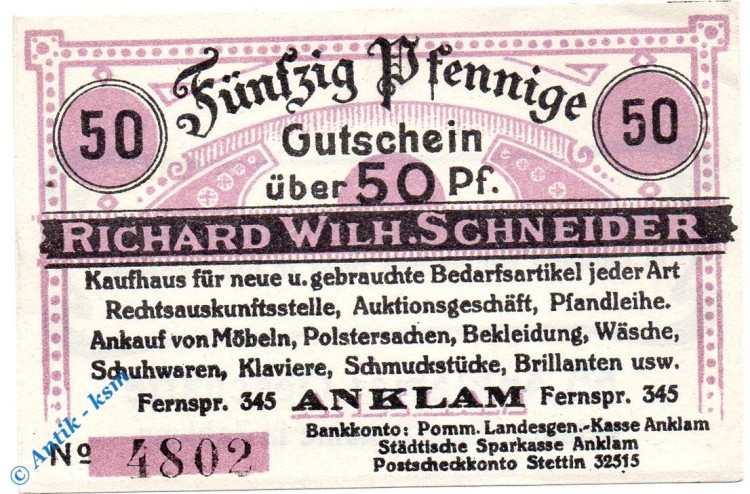 Fünfzig Pfennige
50
50
Gutschein
über 50 Pf.
RICHARD WILH. SCHNEIDER
Kaufhaus für neue u. gebrauchte Bedarfsartikel jeder Art
Rechtsauskunftsstelle, Auktionsgeschäft, Pfandleihe.
Ankauf von Möbeln, Polstersachen, Bekleidung, Wäsche,
Schuhwaren, Klaviere, Schmuckstücke, Brillanten usw.
Fernspr. 345 ANKLAM Fernspr. 345
Bankkonto: Pomm. Landesgen.-Kasse Anklam
Städtische Sparkasse Anklam
Postscheckkonto Stettin 32515
No 4802
© Antik - ksm